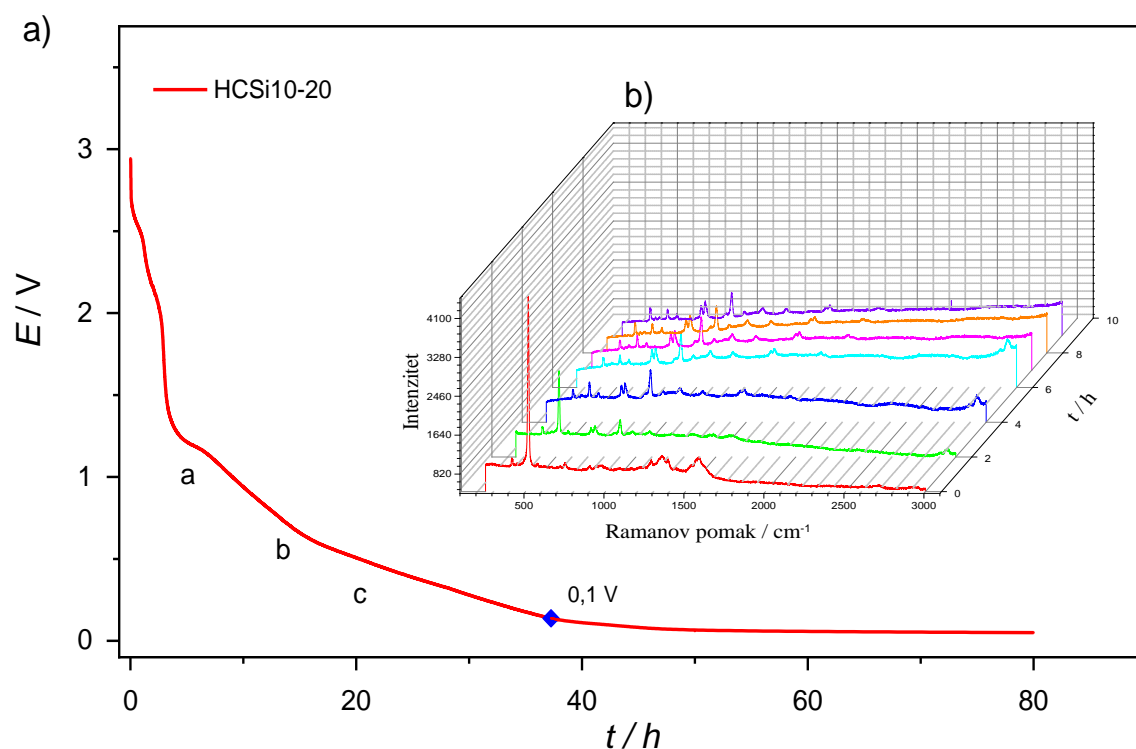 a)
HCSi10-20
b)
3
2
1
0
E / V
a
b
c
0,1 V
0
20
40
60
80
t / h
4100
3280
2460
1640
820
Intenzitet
500
1000
1500
2000
2500
3000
Ramanov pomak / cm-1
0
2
4
6
8
10
t / h